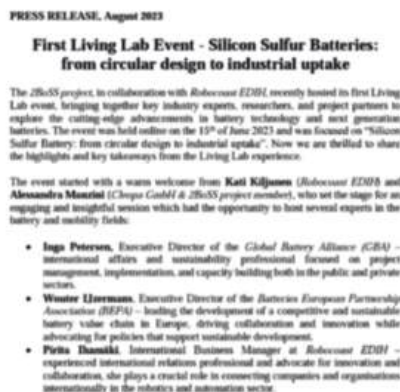 PRESS RELEASE, August 2023
First Living Lab Event - Silicon Sulfur Batteries:
from circular design to industrial uptake
The 2BoSS project, in collaboration with Robocoast EDIH, recently hosted its first Living
Lab event, bringing together key industry experts, researchers, and project partners to
explore the cutting-edge advancements in battery technology and next generation
batteries. The event was held online on the 15th of June 2023 and was focused on “Silicon
Sulfur Battery: from circular design to industrial uptake”. Now we are thrilled to share
the highlights and key takeaways from the Living Lab experience.
The event started with a warm welcome from Kati Kiljunen (Robocoast EDIH) and
Alessandra Manzini (GmbH & 2BoSS project member), who set the stage for an
engaging and insightful session which had the opportunity to host several experts in the
battery and mobility fields:
• Inga Petersen, Executive Director of the Global Battery Alliance (GBA) –
international affairs and sustainability professional focused on project
management, implementation, and capacity building both in the public and private
sectors.
• Wouter IJzermans, Executive Director of the Batteries European Partnership
Association (BEPA) – leading the development of a competitive and sustainable
battery value chain in Europe, driving collaboration and innovation while
advocating for policies that support sustainable development.
• Pirita Ihamäki, International Business Manager at Robocoast EDIH –
experienced international relations professional and advocate for innovation and
collaboration, she plays a crucial role in connecting companies and organisations
internationally in the robotics and automation sector.